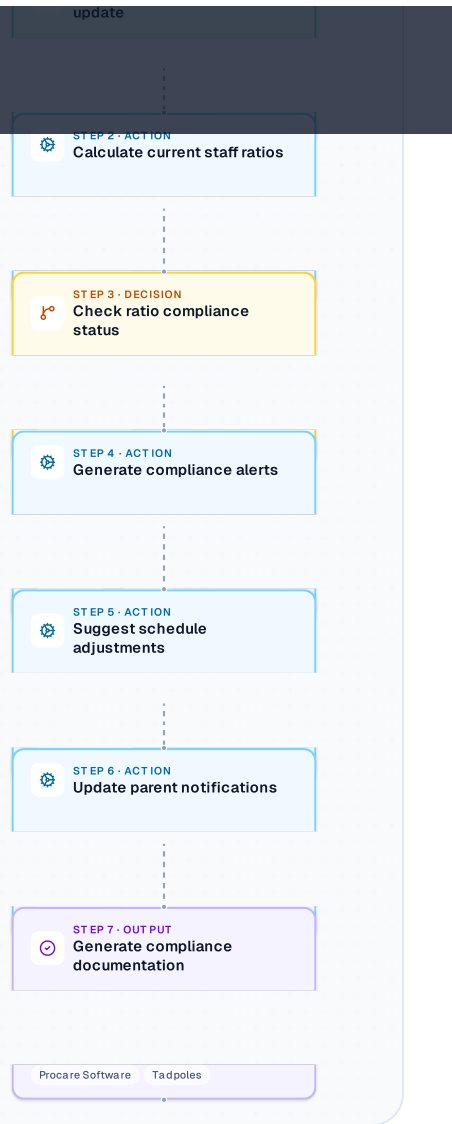 update
STEP 2 · ACTION
Calculate current staff ratios
STEP 3 · DECISION
Check ratio compliance
status
STEP 4 · ACTION
Generate compliance alerts
STEP 5 · ACTION
Suggest schedule
adjustments
STEP 6 · ACTION
Update parent notifications
STEP 7 · OUTPUT
Generate compliance
documentation
Procare Software Tadpoles